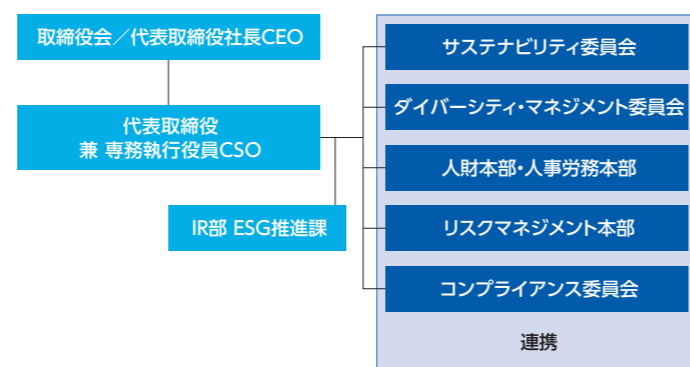 取締役会／代表取締役社長CEO
代表取締役
兼 専務執行役員CSO
IR部 ESG推進課
サステナビリティ委員会
ダイバーシティ・マネジメント委員会
人財本部・人事労務本部
リスクマネジメント本部
コンプライアンス委員会
連携